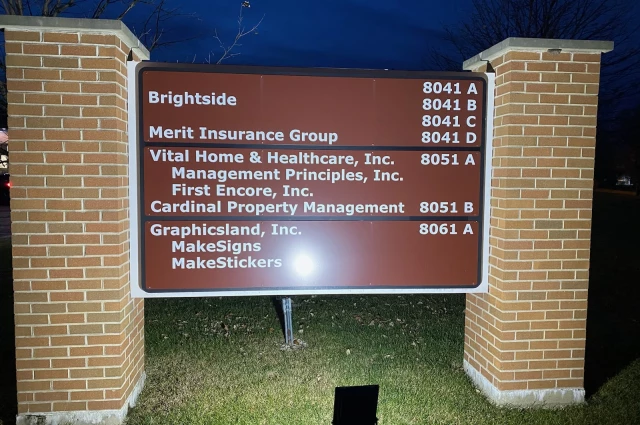 8041 A
Brightside 8041 B
8041 C
Merit Insurance Group 8041 D
Vital Home & Healthcare, Inc. 8051 A
Management Principles, Inc.
First Encore, Inc.
Cardinal Property Management 8051 B
Graphicsland, Inc. 8061 A
MakeSigns
MakeStickers